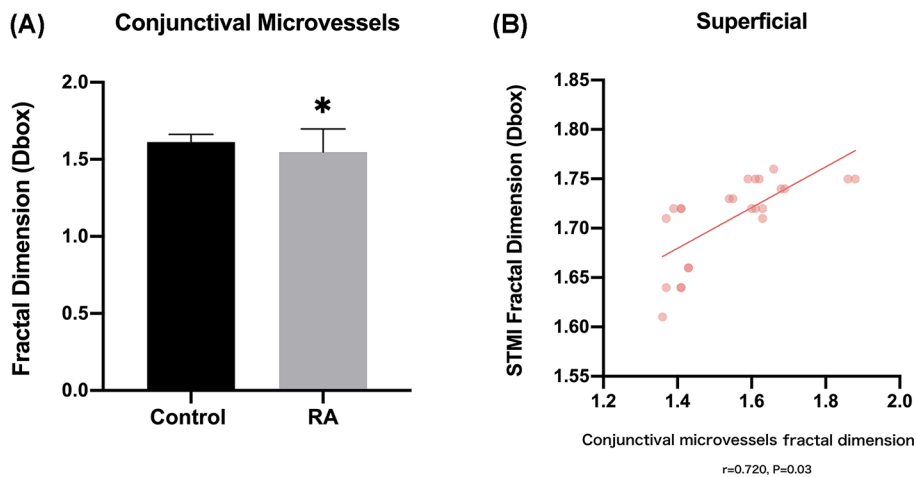 (A)
Conjunctival Microvessels
Fractal Dimension (Dbox)
2.0
1.5
1.0
0.5
0.0
*
Control
RA
(B)
Superficial
STMI Fractal Dimension (Dbox)
1.85
1.80
1.75
1.70
1.65
1.60
1.55
1.2
1.4
1.6
1.8
2.0
Conjunctival microvessels fractal dimension
r=0.720, P=0.03